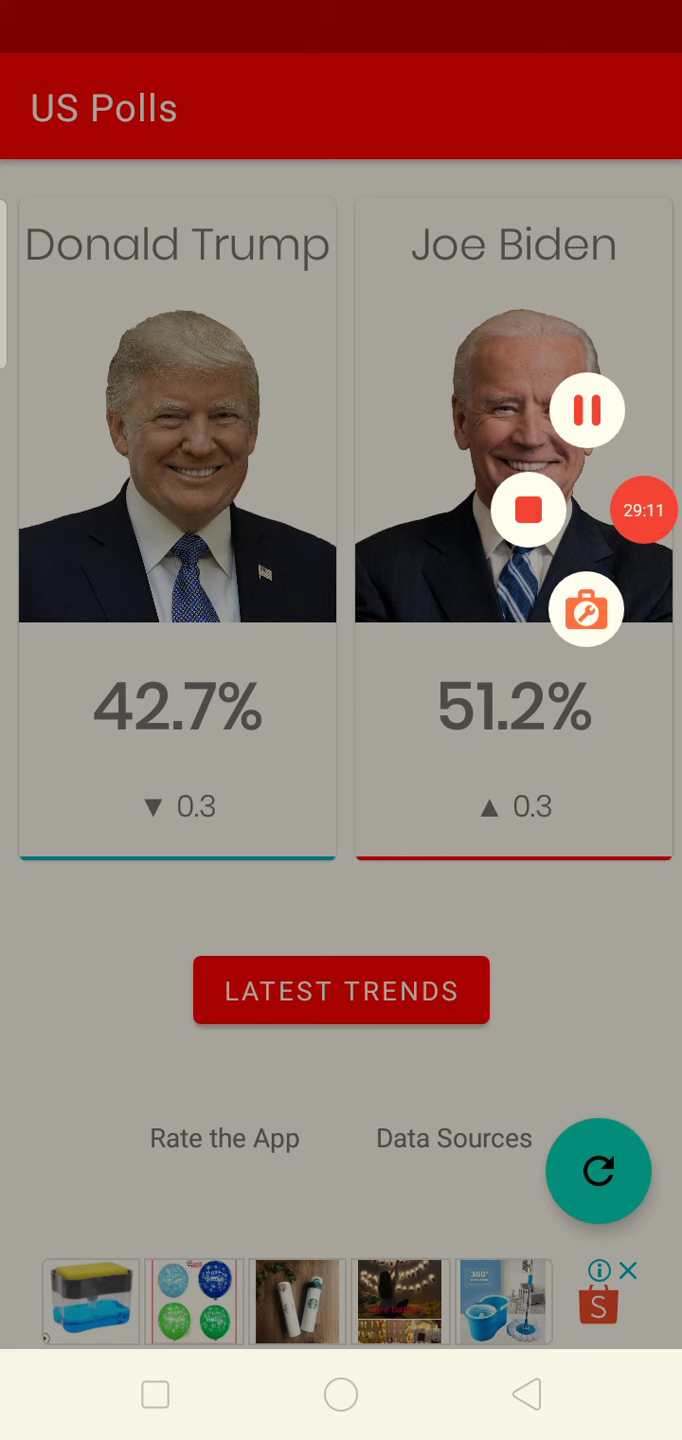 US Polls
Donald Trump
Joe Biden
29:11
42.7%
51.2%
▼ 0.3
▲ 0.3
LATEST TRENDS
Rate the App
Data Sources
360°
S